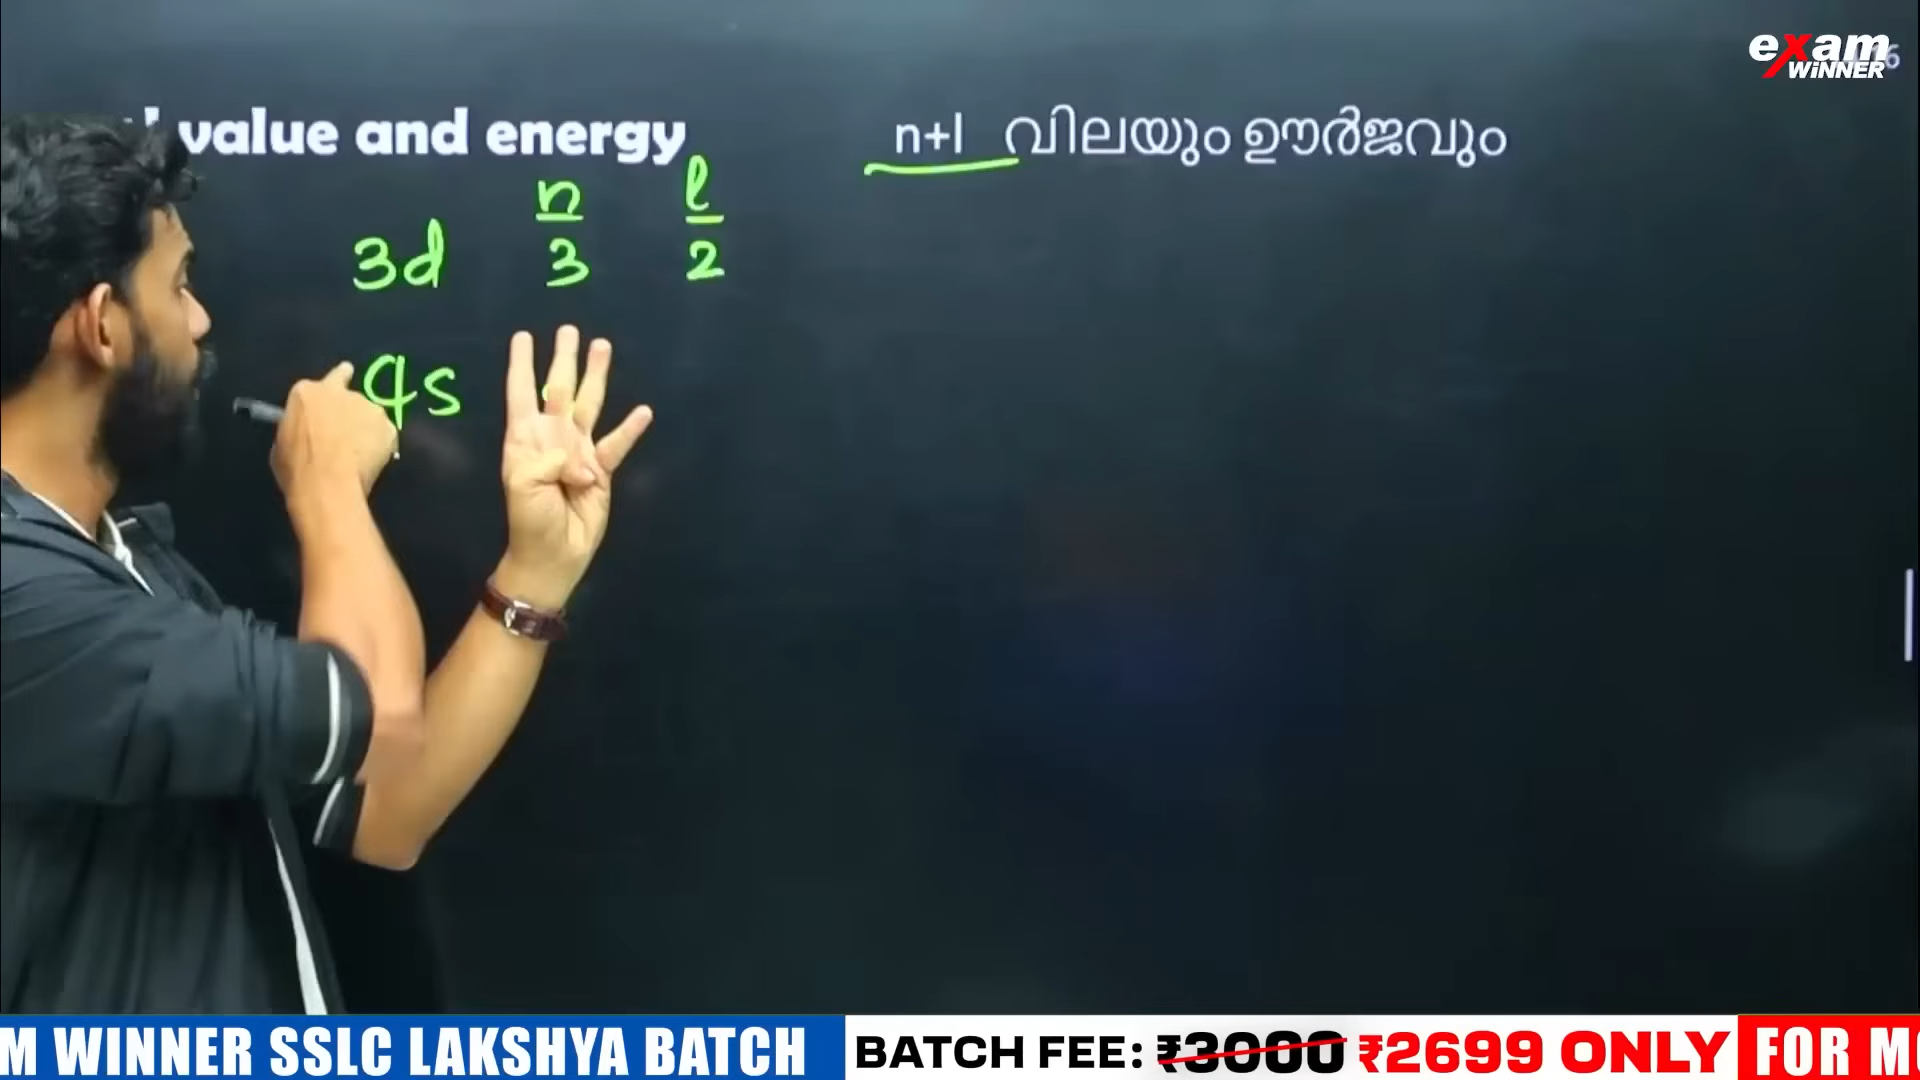 exam
WiNNER
value and energy
n+l വിലയും ഊർജവും
n l
3d 3 2
4s
M WINNER SSLC LAKSHYA BATCH
BATCH FEE: ₹3000 ₹2699 ONLY
FOR M